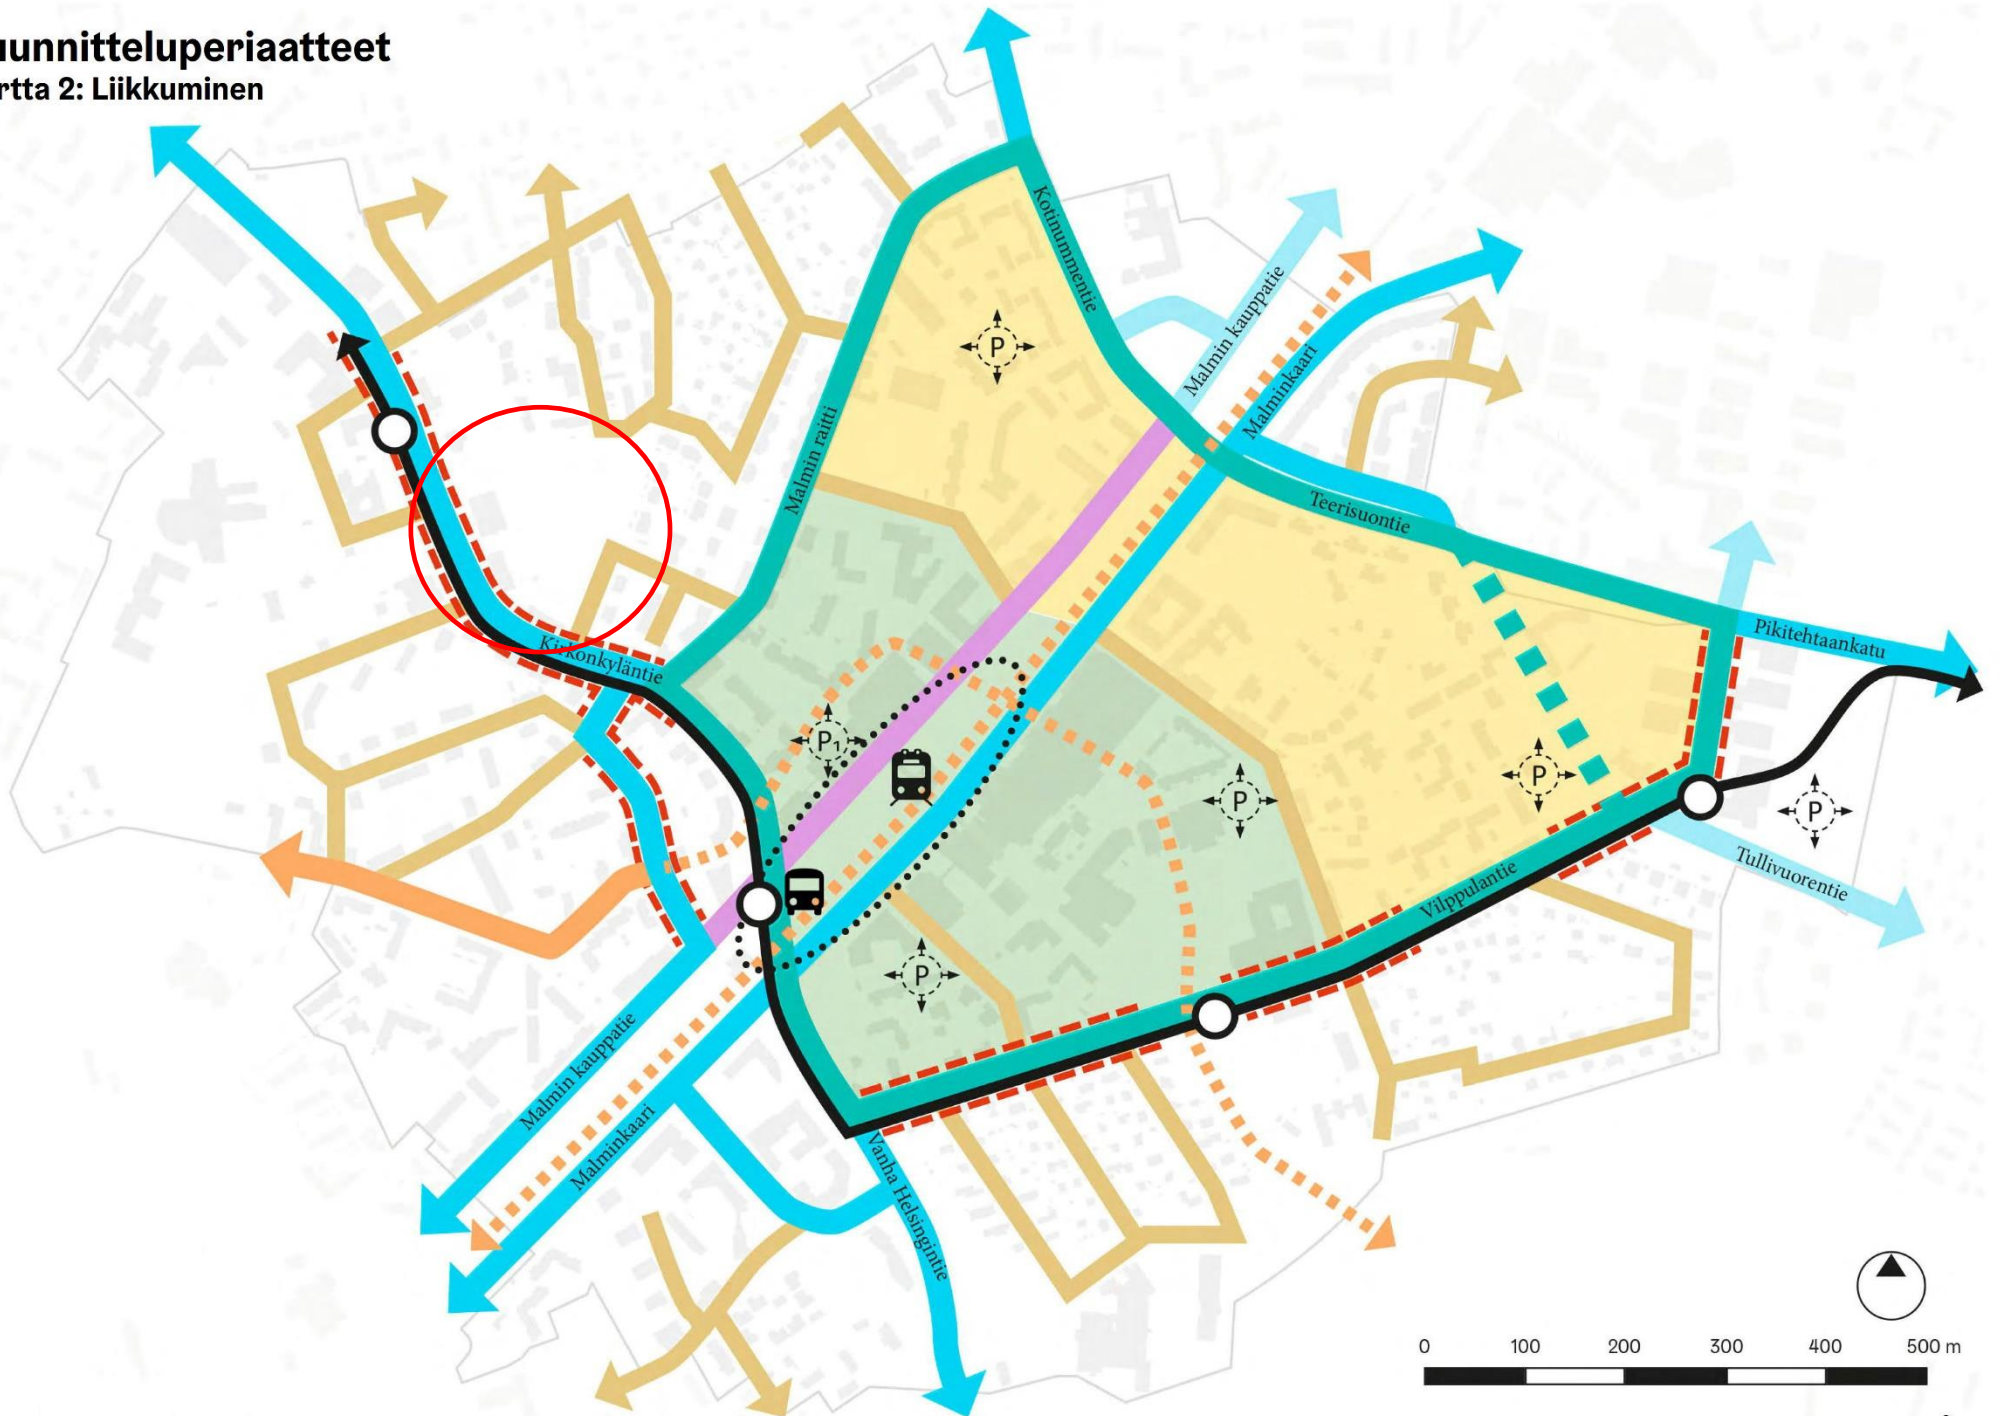 uunnitteluperiaatteet
rtta 2: Liikkuminen
Kotinummentie
Malmin kauppatie
Malminkaari
Malmin raitti
Teerisuontie
Pikitehtaankatu
Kirkonkyläntie
P
P1
P
P
P
P
Tullivuorentie
Vilppulantie
Malmin kauppatie
Malminkaari
Vanha Helsingintie
0 100 200 300 400 500 m